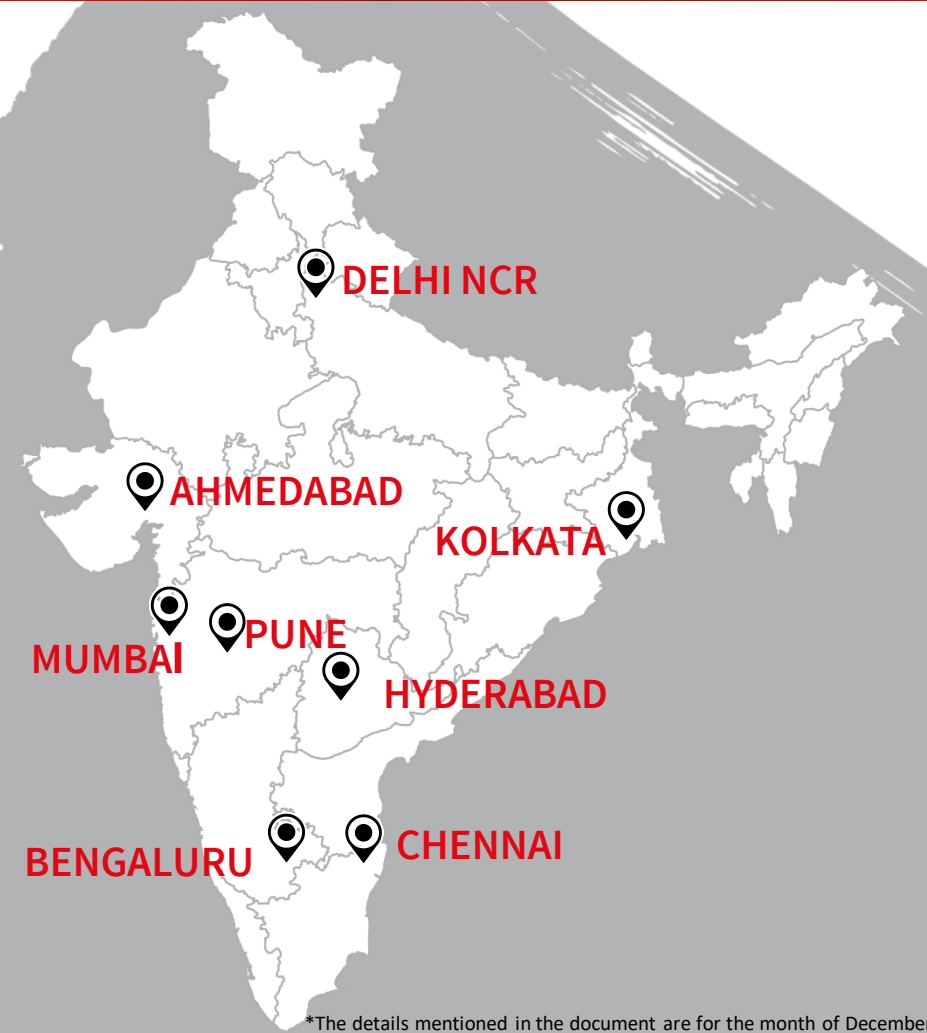 DELHI NCR
AHMEDABAD
KOLKATA
PUNE
MUMBAI
HYDERABAD
CHENNAI
BENGALURU
*The details mentioned in the document are for the month of December